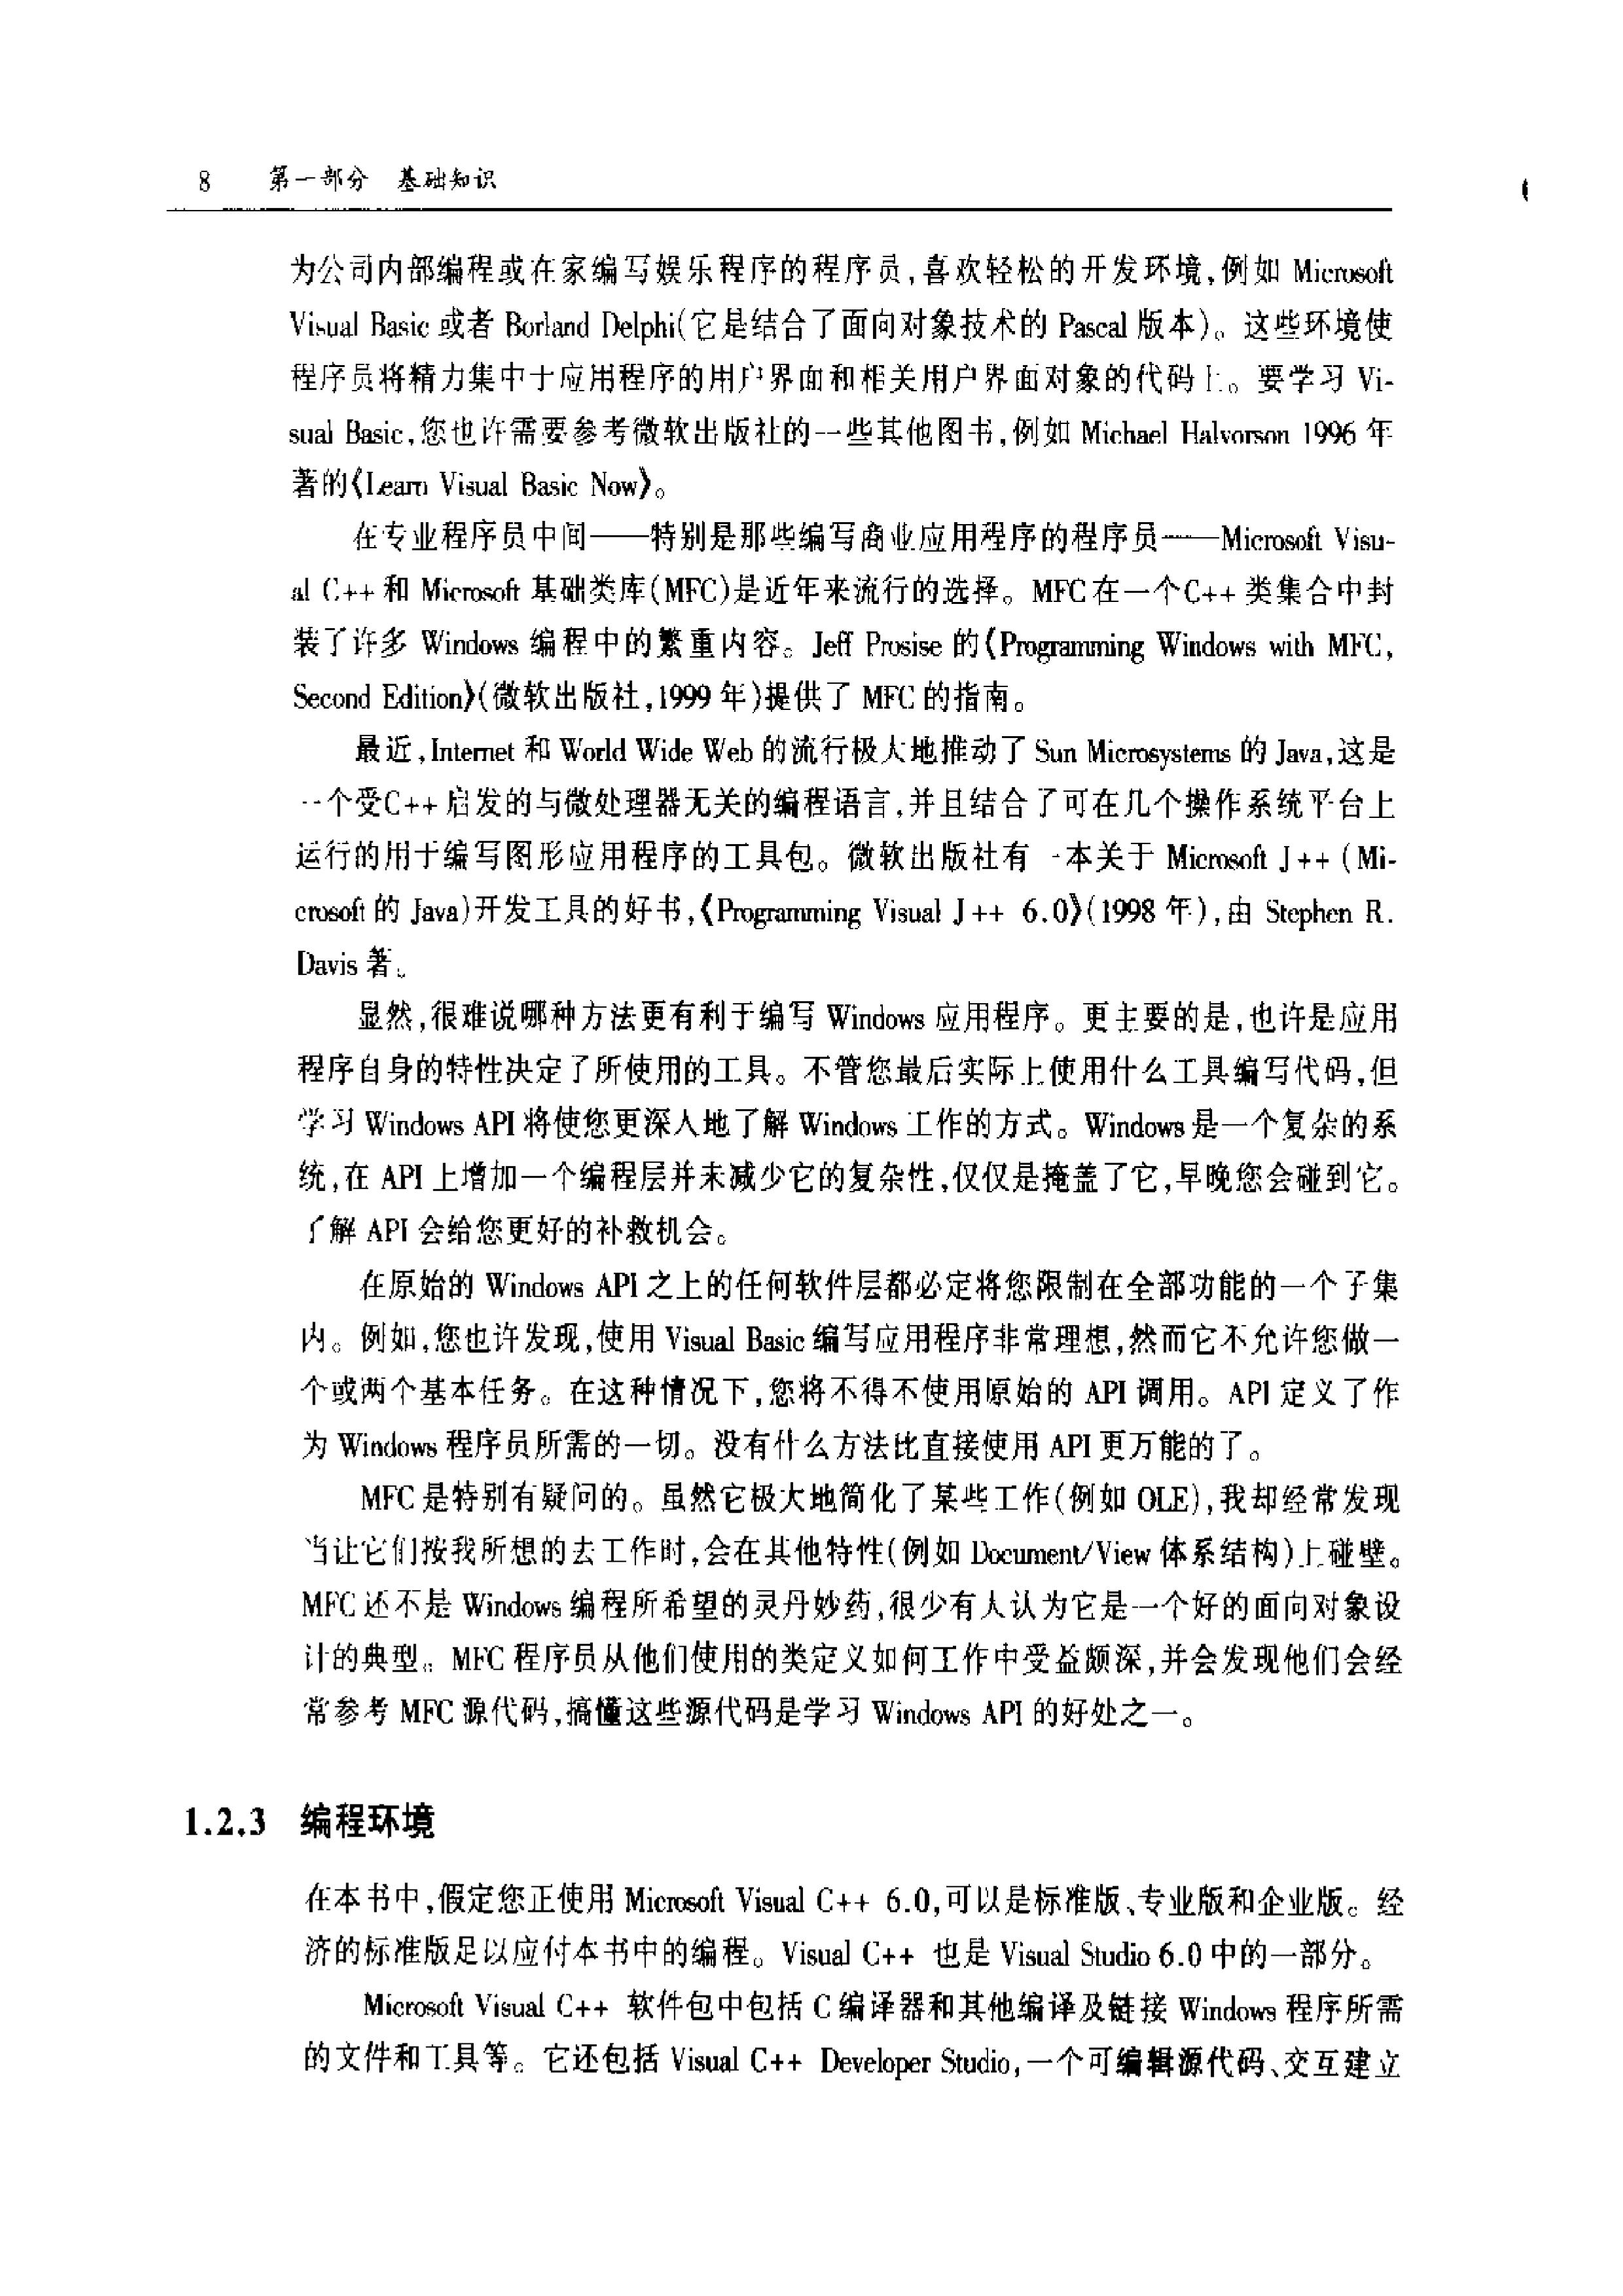 8 第一部分 基础知识
为公司内部编程或在家编写娱乐程序的程序员,喜欢轻松的开发环境,例如 Microsoft
Visual Basic 或者 Borland Delphi(它是结合了面向对象技术的 Pascal 版本)。这些环境使
程序员将精力集中于应用程序的用户界面和相关用户界面对象的代码上。要学习 Vi-
sual Basic,您也许需要参考微软出版社的一些其他图书,例如 Michael Halvorson 1996 年
著的《Learn Visual Basic Now》。
在专业程序员中间——特别是那些编写商业应用程序的程序员——Microsoft Visu-
al C++ 和 Microsoft 基础类库(MFC)是近年来流行的选择。MFC 在一个C++ 类集合中封
装了许多 Windows 编程中的繁重内容。Jeff Prosise 的《Programming Windows with MFC,
Second Edition》(微软出版社,1999 年)提供了 MFC 的指南。
最近,Internet 和 World Wide Web 的流行极大地推动了 Sun Microsystems 的 Java,这是
一个受C++ 启发的与微处理器无关的编程语言,并且结合了可在几个操作系统平台上
运行的用于编写图形应用程序的工具包。微软出版社有一本关于 Microsoft J++ (Mi-
crosoft 的 Java)开发工具的好书,《Programming Visual J++ 6.0》(1998 年),由 Stephen R.
Davis 著。
显然,很难说哪种方法更有利于编写 Windows 应用程序。更主要的是,也许是应用
程序自身的特性决定了所使用的工具。不管您最后实际上使用什么工具编写代码,但
学习 Windows API 将使您更深入地了解 Windows 工作的方式。Windows 是一个复杂的系
统,在 API 上增加一个编程层并未减少它的复杂性,仅仅是掩盖了它,早晚您会碰到它。
了解 API 会给您更好的补救机会。
在原始的 Windows API 之上的任何软件层都必定将您限制在全部功能的一个子集
内。例如,您也许发现,使用 Visual Basic 编写应用程序非常理想,然而它不允许您做一
个或两个基本任务。在这种情况下,您将不得不使用原始的 API 调用。API 定义了作
为 Windows 程序员所需的一切。没有什么方法比直接使用 API 更万能的了。
MFC 是特别有疑问的。虽然它极大地简化了某些工作(例如 OLE),我却经常发现
当让它们按我所想的去工作时,会在其他特性(例如 Document/View 体系结构)上碰壁。
MFC 还不是 Windows 编程所希望的灵丹妙药,很少有人认为它是一个好的面向对象设
计的典型。MFC 程序员从他们使用的类定义如何工作中受益颇深,并会发现他们会经
常参考 MFC 源代码,搞懂这些源代码是学习 Windows API 的好处之一。
1.2.3 编程环境
在本书中,假定您正使用 Microsoft Visual C++ 6.0,可以是标准版、专业版和企业版。经
济的标准版足以应付本书中的编程。Visual C++ 也是 Visual Studio 6.0 中的一部分。
Microsoft Visual C++ 软件包中包括 C 编译器和其他编译及链接 Windows 程序所需
的文件和工具等。它还包括 Visual C++ Developer Studio,一个可编辑源代码、交互建立